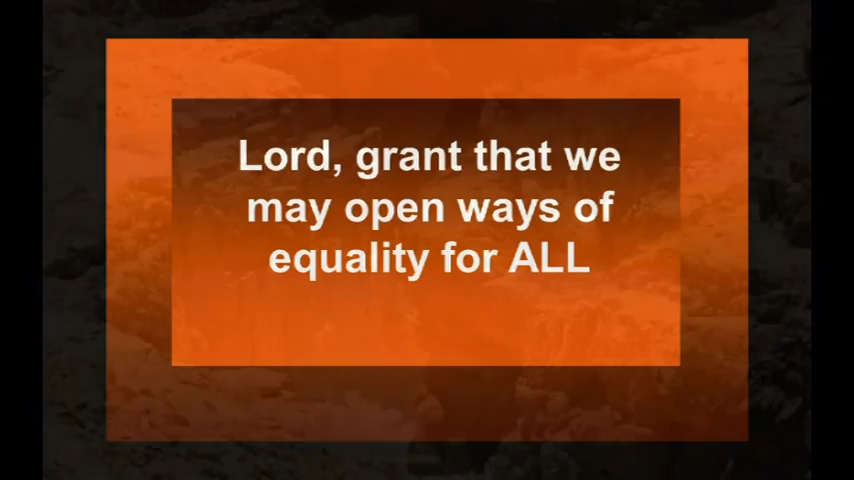 Lord, grant that we
may open ways of
equality for ALL